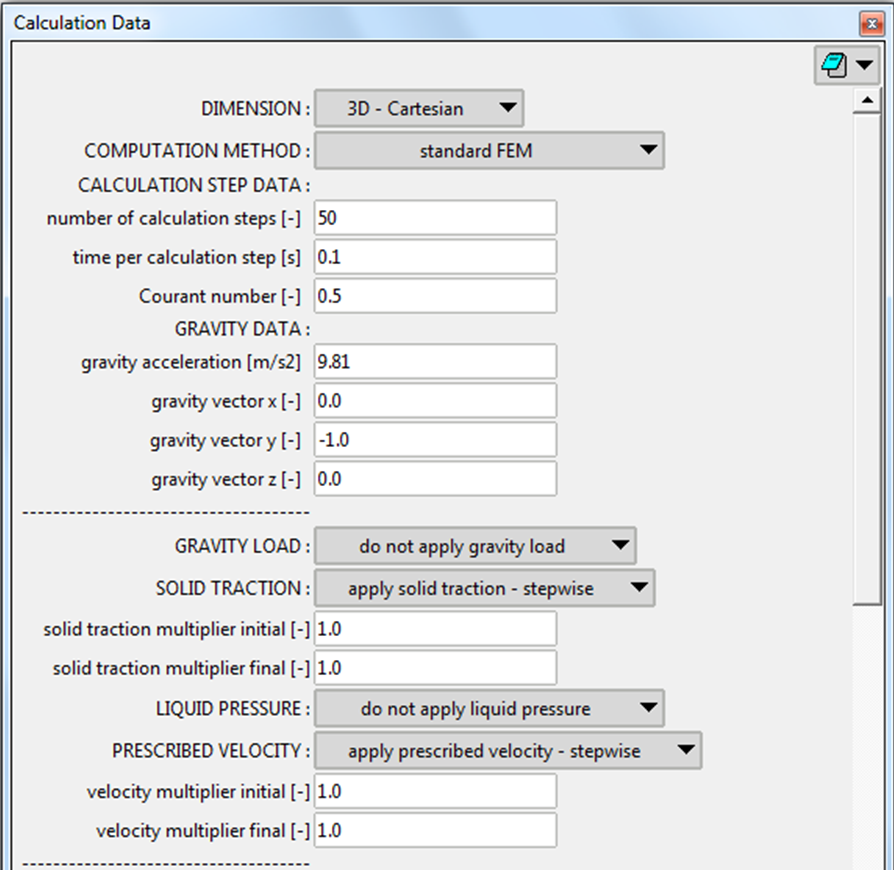 Calculation Data
DIMENSION : 3D - Cartesian
COMPUTATION METHOD : standard FEM
CALCULATION STEP DATA :
number of calculation steps [-] 50
time per calculation step [s] 0.1
Courant number [-] 0.5
GRAVITY DATA :
gravity acceleration [m/s2] 9.81
gravity vector x [-] 0.0
gravity vector y [-] -1.0
gravity vector z [-] 0.0
-------------------------------------
GRAVITY LOAD : do not apply gravity load
SOLID TRACTION : apply solid traction - stepwise
solid traction multiplier initial [-] 1.0
solid traction multiplier final [-] 1.0
LIQUID PRESSURE : do not apply liquid pressure
PRESCRIBED VELOCITY : apply prescribed velocity - stepwise
velocity multiplier initial [-] 1.0
velocity multiplier final [-] 1.0
-------------------------------------